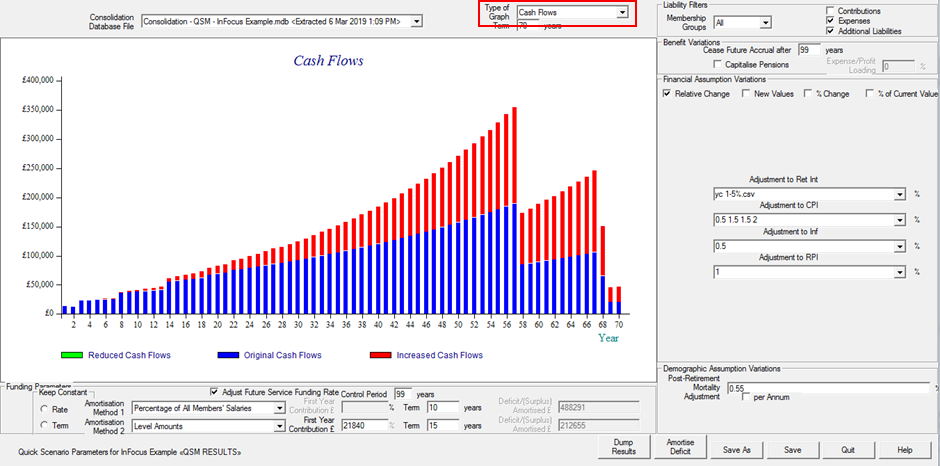 Consolidation
Database File
Consolidation - QSM - InFocus Example.mdb <Extracted 6 Mar 2019 1:09 PM>
Type of
Graph
Cash Flows
Term 70 years
Cash Flows
£400,000
£350,000
£300,000
£250,000
£200,000
£150,000
£100,000
£50,000
£0
2 4 6 8 10 12 14 16 18 20 22 24 26 28 30 32 34 36 38 40 42 44 46 48 50 52 54 56 58 60 62 64 66 68 70
Year
Reduced Cash Flows Original Cash Flows Increased Cash Flows
Liability Filters
Membership
Groups
All
Contributions
Expenses
Additional Liabilities
Benefit Variations
Cease Future Accrual after 99 years
Capitalise Pensions
Expense/Profit
Loading 0 %
Financial Assumption Variations
Relative Change New Values % Change % of Current Value
Adjustment to Ret Int
yc 1-5%.csv %
Adjustment to CPI
0.5 1.5 1.5 2 %
Adjustment to Inf
0.5 %
Adjustment to RPI
1 %
Demographic Assumption Variations
Post-Retirement
Mortality
Adjustment
0.55
per Annum
Funding Parameters
Keep Constant
Rate
Term
Adjust Future Service Funding Rate Control Period 99 years
Amortisation
Method 1
Percentage of All Members' Salaries
First Year
Contribution £ % Term 10 years
Deficit/(Surplus)
Amortised £ 488291
Amortisation
Method 2
Level Amounts
First Year
Contribution £ 21840 % Term 15 years
Deficit/(Surplus)
Amortised £ 212655
Quick Scenario Parameters for InFocus Example «QSM RESULTS»
Dump
Results
Amortise
Deficit
Save As
Save
Quit
Help